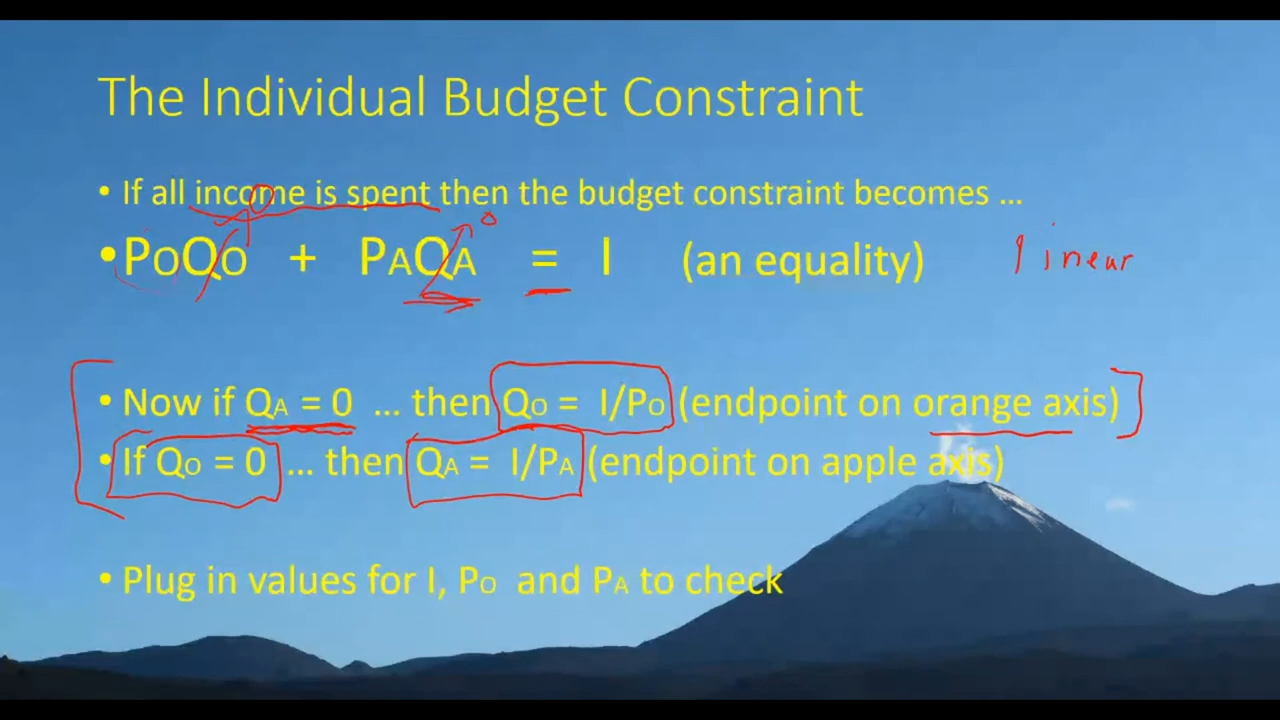 The Individual Budget Constraint
• If all income is spent then the budget constraint becomes …
0
• POQO + PAQA = I (an equality) linear
0
• Now if QA = 0 … then QO = I/PO (endpoint on orange axis)
• If QO = 0 … then QA = I/PA (endpoint on apple axis)
• Plug in values for I, PO and PA to check